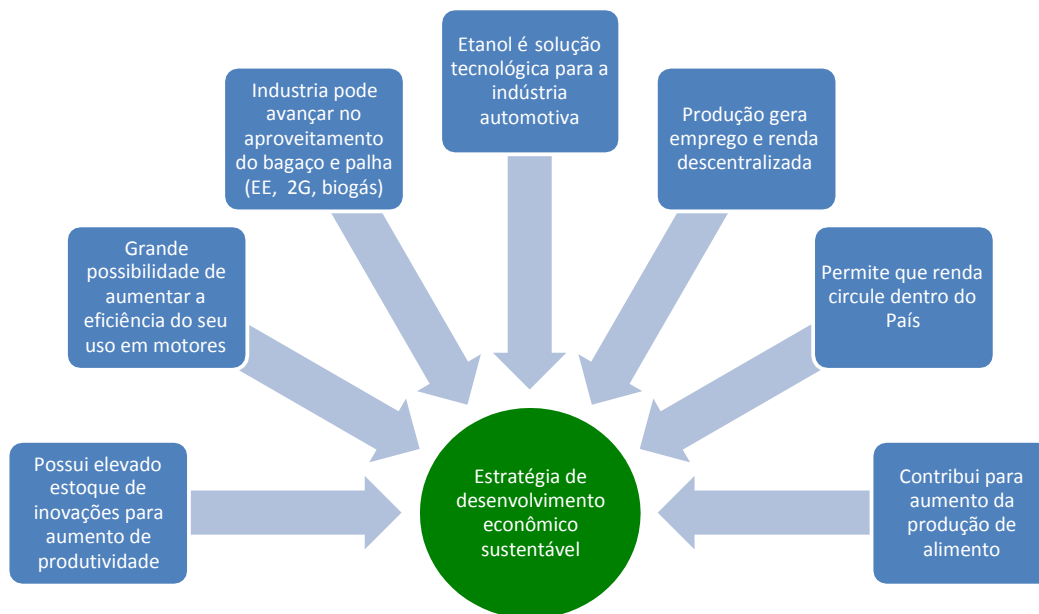 Possui elevado
estoque de
inovações para
aumento de
produtividade
Grande
possibilidade de
aumentar a
eficiência do seu
uso em motores
Industria pode
avançar no
aproveitamento
do bagaço e palha
(EE, 2G, biogás)
Etanol é solução
tecnológica para a
indústria
automotiva
Produção gera
emprego e renda
descentralizada
Permite que renda
circule dentro do
País
Contribui para
aumento da
produção de
alimento
Estratégia de
desenvolvimento
econômico
sustentável